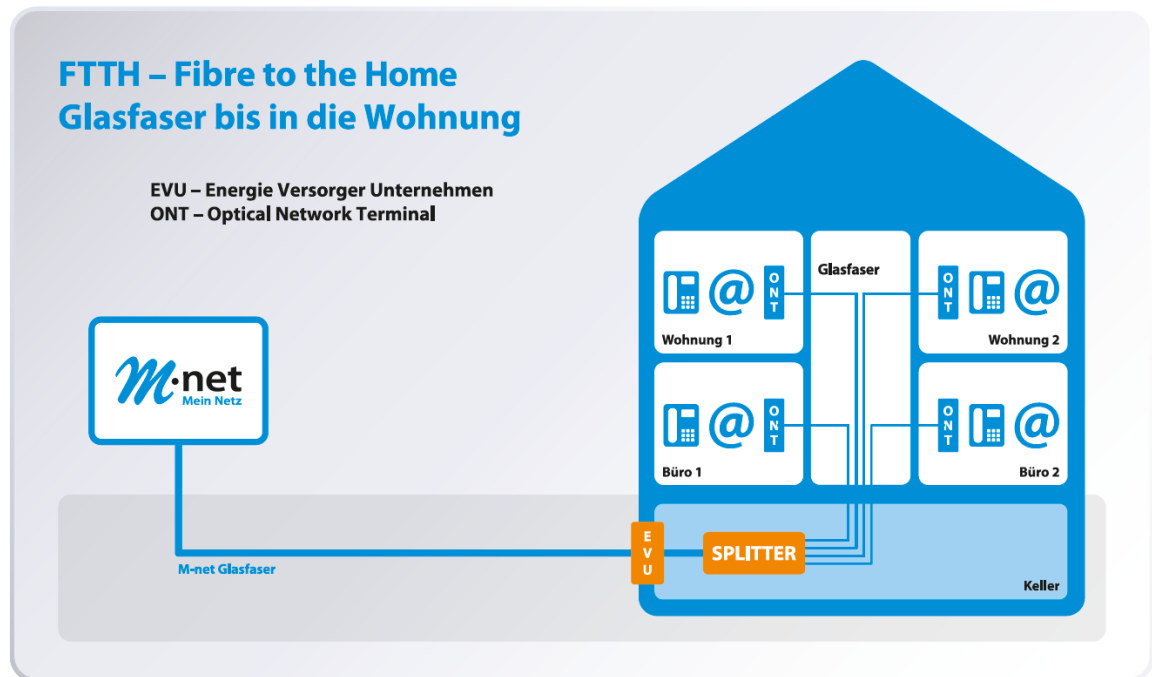 FTTH – Fibre to the Home
Glasfaser bis in die Wohnung
EVU – Energie Versorger Unternehmen
ONT – Optical Network Terminal
M·net
Mein Netz
M-net Glasfaser
Glasfaser
@
ONT
Wohnung 1
ONT
@
Wohnung 2
@
ONT
Büro 1
ONT
@
Büro 2
EVU
SPLITTER
Keller